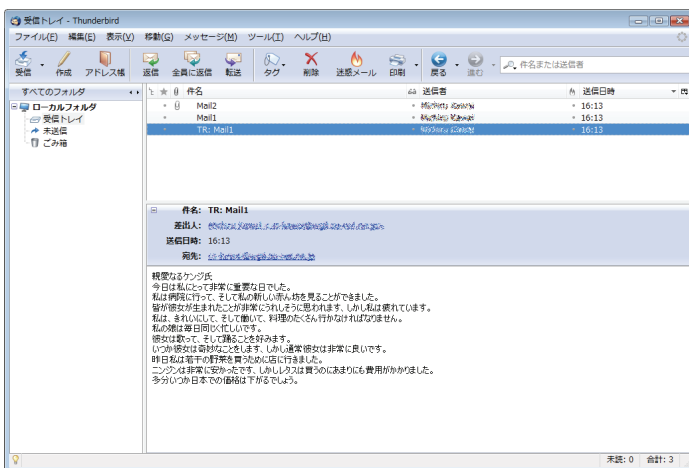 受信トレイ - Thunderbird
ファイル(F) 編集(E) 表示(V) 移動(G) メッセージ(M) ツール(T) ヘルプ(H)
受信 作成 アドレス帳 返信 全員に返信 転送 タグ 削除 迷惑メール 印刷 戻る 進む 件名または送信者
すべてのフォルダ 件名 送信者 送信日時
ローカルフォルダ
受信トレイ
未送信
ごみ箱
Mail2 16:13
Mail1 16:13
TR: Mail1 16:13
件名: TR: Mail1
差出人:
送信日時: 16:13
宛先:
親愛なるケンジ氏
今日は私にとって非常に重要な日でした。
私は病院に行って、そして私の新しい赤ん坊を見ることができました。
皆が彼女が生まれたことが非常にうれしそうに思われます、しかし私は疲れています。
私は、きれいにして、そして働いて、料理のたくさん行かなければなりません。
私の娘は毎日同じく忙しいです。
彼女は歌って、そして踊ることを好みます。
いつか彼女は奇妙なことをします、しかし通常彼女は非常に良いです。
昨日私は若干の野菜を買うために店に行きました。
ニンジンは非常に安かったです、しかしレタスは買うのにあまりにも費用がかかりました。
多分いつか日本での価格は下がるでしょう。
未読: 0 合計: 3